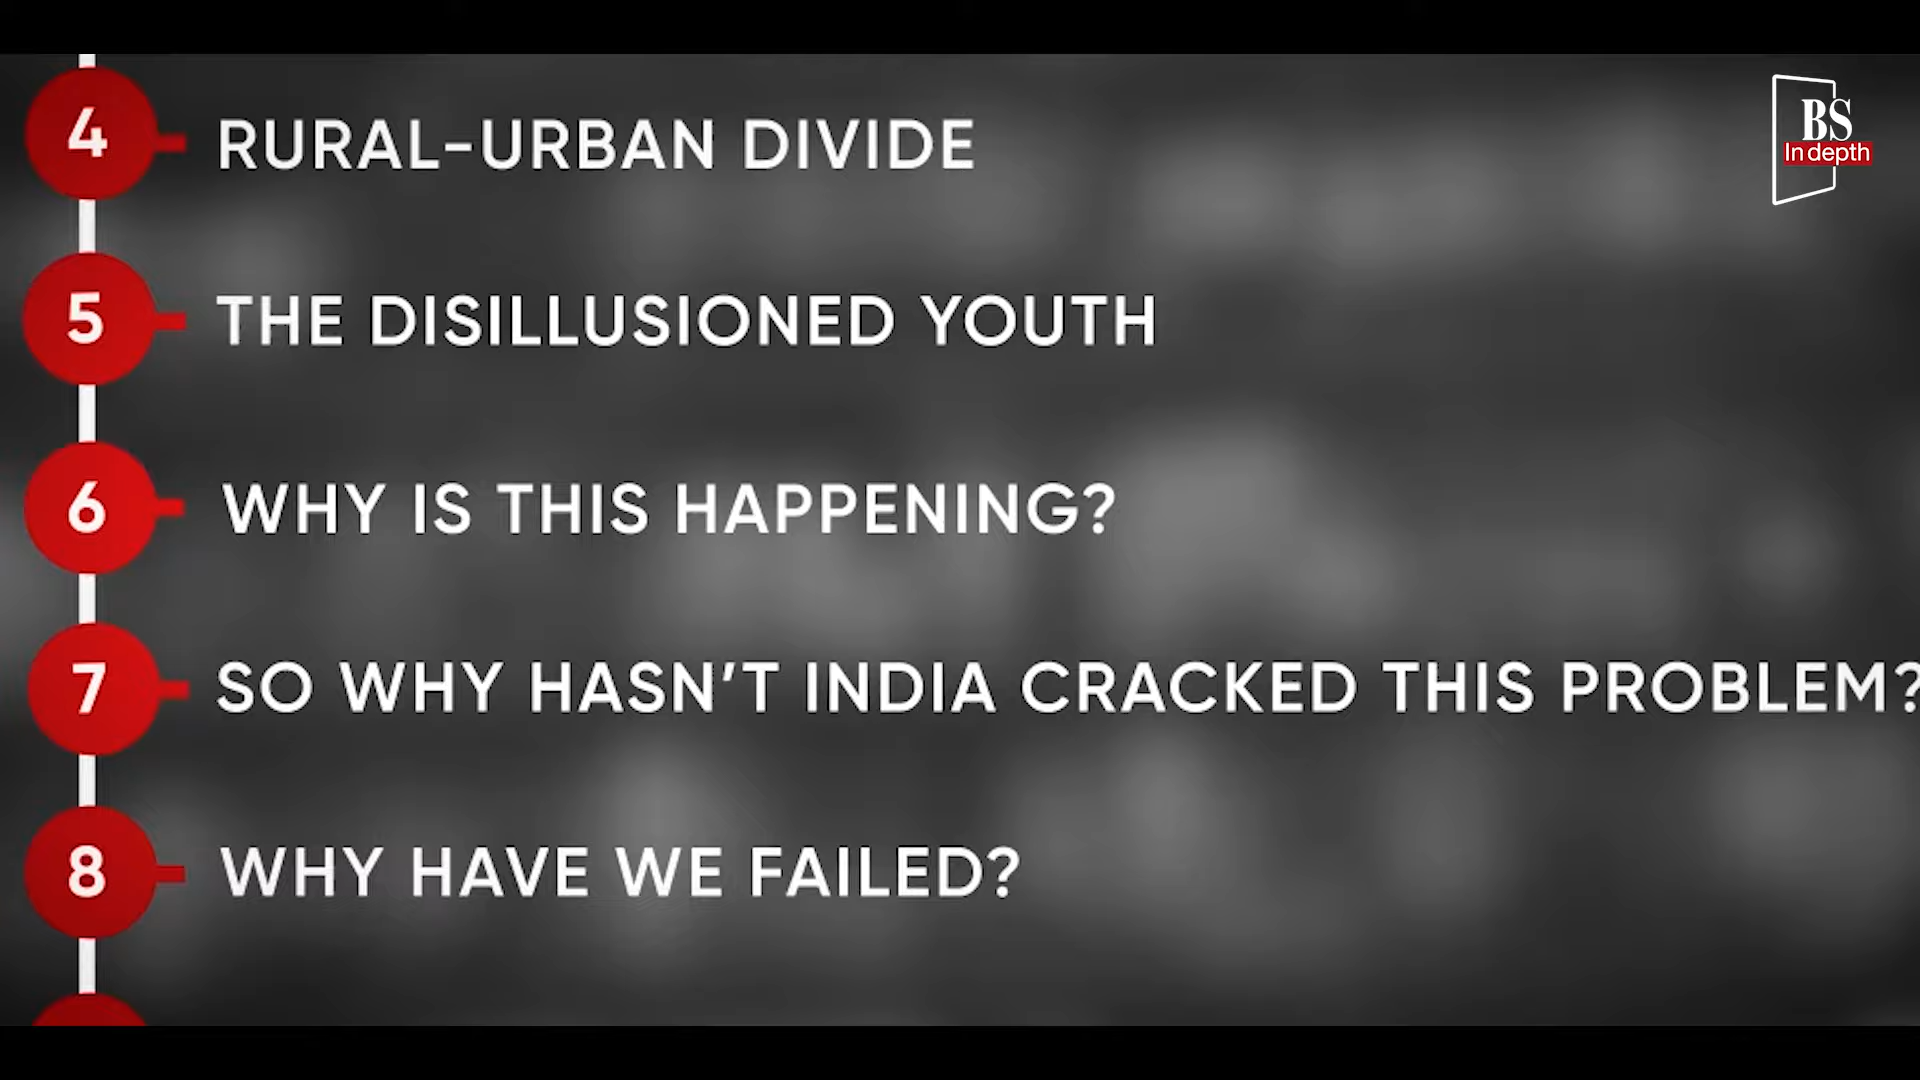 4 RURAL-URBAN DIVIDE
BS
In depth
5 THE DISILLUSIONED YOUTH
6 WHY IS THIS HAPPENING?
7 SO WHY HASN'T INDIA CRACKED THIS PROBLEM?
8 WHY HAVE WE FAILED?